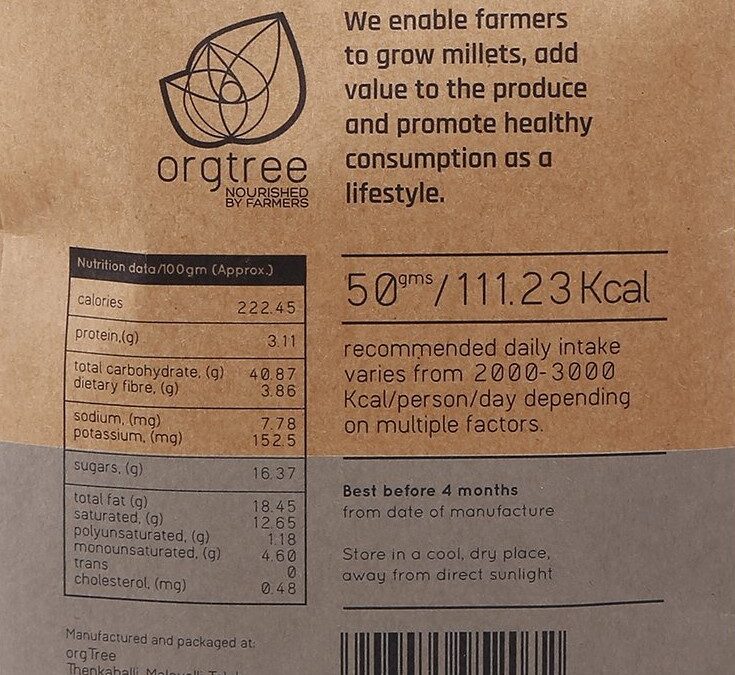 orgtree
NOURISHED
BY FARMERS
We enable farmers
to grow millets, add
value to the produce
and promote healthy
consumption as a
lifestyle.
Nutrition data/100gm (Approx.)
calories 222.45
protein,(g) 3.11
total carbohydrate, (g) 40.87
dietary fibre, (g) 3.86
sodium, (mg) 7.78
potassium, (mg) 152.5
sugars, (g) 16.37
total fat (g) 18.45
saturated, (g) 12.65
polyunsaturated, (g) 1.18
monounsaturated, (g) 4.60
trans 0
cholesterol, (mg) 0.48
50gms/111.23Kcal
recommended daily intake
varies from 2000-3000
Kcal/person/day depending
on multiple factors.
Best before 4 months
from date of manufacture
Store in a cool, dry place,
away from direct sunlight
Manufactured and packaged at:
orgTree